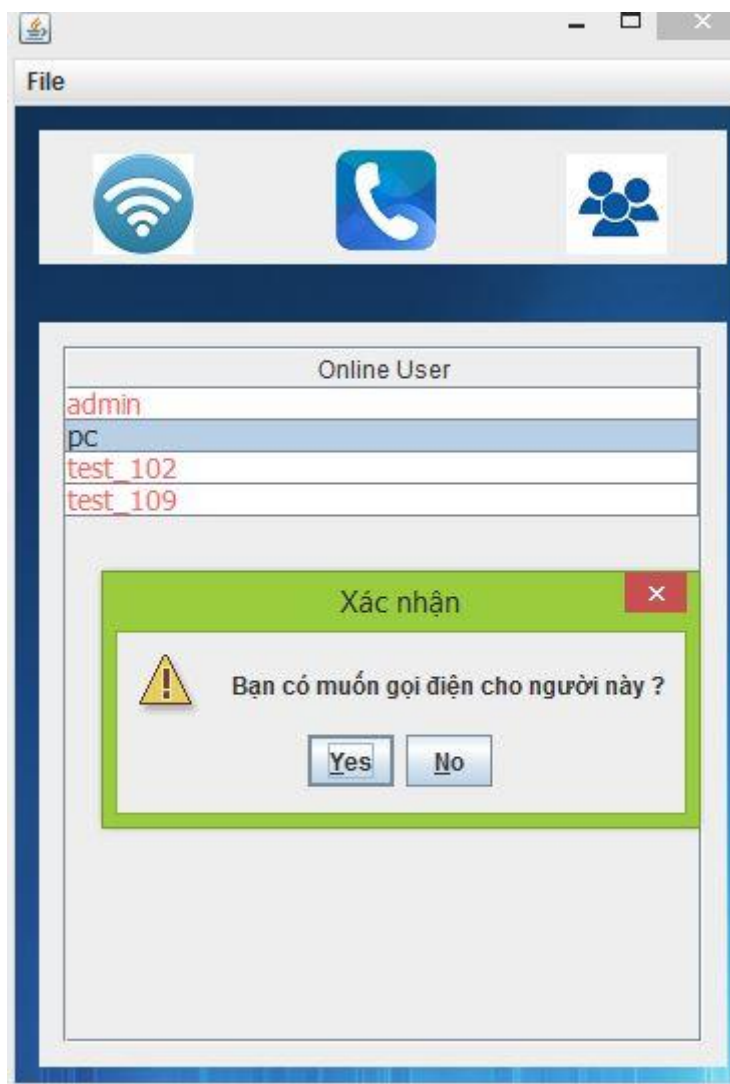 File
Online User
admin
pc
test_102
test_109
Xác nhận
Bạn có muốn gọi điện cho người này ?
Yes No